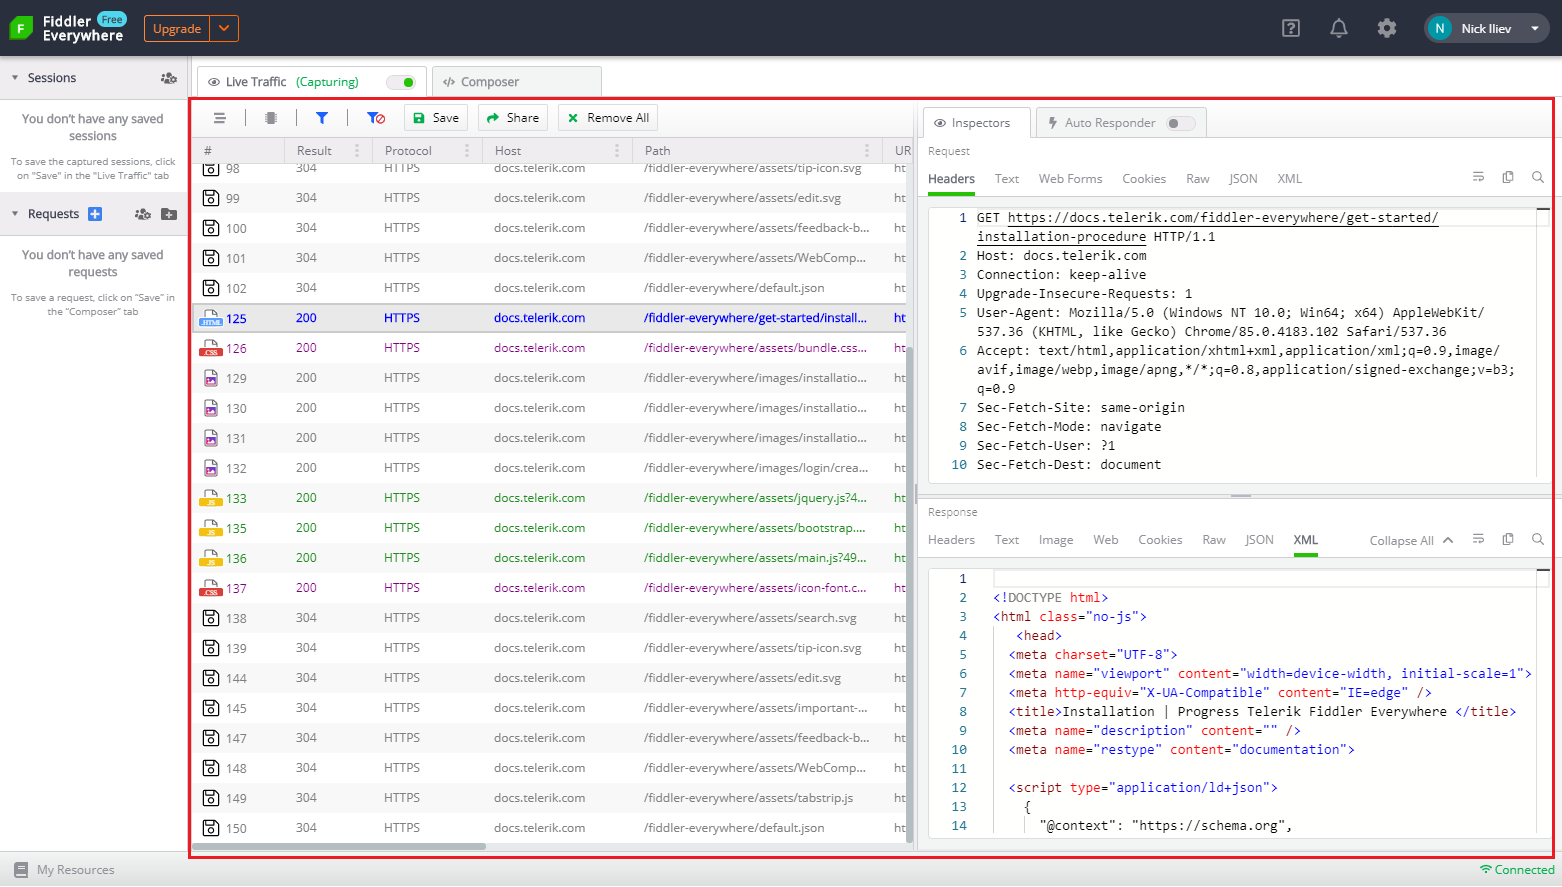 F Fiddler Everywhere Free
Upgrade
? N Nick Iliev
Sessions
You don't have any saved
sessions
To save the captured sessions, click
on "Save" in the "Live Traffic" tab
Requests
You don't have any saved
requests
To save a request, click on "Save" in
the "Composer" tab
Live Traffic (Capturing)
</> Composer
Save Share Remove All
# Result Protocol Host Path UR
98 304 HTTPS docs.telerik.com /fiddler-everywhere/assets/tip-icon.svg ht
99 304 HTTPS docs.telerik.com /fiddler-everywhere/assets/edit.svg ht
100 304 HTTPS docs.telerik.com /fiddler-everywhere/assets/feedback-b... ht
101 304 HTTPS docs.telerik.com /fiddler-everywhere/assets/WebComp... ht
102 304 HTTPS docs.telerik.com /fiddler-everywhere/default.json ht
HTML 125 200 HTTPS docs.telerik.com /fiddler-everywhere/get-started/install... ht
CSS 126 200 HTTPS docs.telerik.com /fiddler-everywhere/assets/bundle.css... ht
129 200 HTTPS docs.telerik.com /fiddler-everywhere/images/installatio... ht
130 200 HTTPS docs.telerik.com /fiddler-everywhere/images/installatio... ht
131 200 HTTPS docs.telerik.com /fiddler-everywhere/images/installatio... ht
132 200 HTTPS docs.telerik.com /fiddler-everywhere/images/login/crea... ht
JS 133 200 HTTPS docs.telerik.com /fiddler-everywhere/assets/jquery.js?4... ht
JS 135 200 HTTPS docs.telerik.com /fiddler-everywhere/assets/bootstrap.... ht
JS 136 200 HTTPS docs.telerik.com /fiddler-everywhere/assets/main.js?49... ht
CSS 137 200 HTTPS docs.telerik.com /fiddler-everywhere/assets/icon-font.c... ht
138 304 HTTPS docs.telerik.com /fiddler-everywhere/assets/search.svg ht
139 304 HTTPS docs.telerik.com /fiddler-everywhere/assets/tip-icon.svg ht
144 304 HTTPS docs.telerik.com /fiddler-everywhere/assets/edit.svg ht
145 304 HTTPS docs.telerik.com /fiddler-everywhere/assets/important-... ht
147 304 HTTPS docs.telerik.com /fiddler-everywhere/assets/feedback-b... ht
148 304 HTTPS docs.telerik.com /fiddler-everywhere/assets/WebComp... ht
149 304 HTTPS docs.telerik.com /fiddler-everywhere/assets/tabstrip.js ht
150 304 HTTPS docs.telerik.com /fiddler-everywhere/default.json ht
Inspectors Auto Responder
Request
Headers Text Web Forms Cookies Raw JSON XML
1 GET https://docs.telerik.com/fiddler-everywhere/get-started/
installation-procedure HTTP/1.1
2 Host: docs.telerik.com
3 Connection: keep-alive
4 Upgrade-Insecure-Requests: 1
5 User-Agent: Mozilla/5.0 (Windows NT 10.0; Win64; x64) AppleWebKit/
537.36 (KHTML, like Gecko) Chrome/85.0.4183.102 Safari/537.36
6 Accept: text/html,application/xhtml+xml,application/xml;q=0.9,image/
avif,image/webp,image/apng,*/*;q=0.8,application/signed-exchange;v=b3;
q=0.9
7 Sec-Fetch-Site: same-origin
8 Sec-Fetch-Mode: navigate
9 Sec-Fetch-User: ?1
10 Sec-Fetch-Dest: document
Response
Headers Text Image Web Cookies Raw JSON XML Collapse All
1
2 <!DOCTYPE html>
3 <html class="no-js">
4 <head>
5 <meta charset="UTF-8">
6 <meta name="viewport" content="width=device-width, initial-scale=1">
7 <meta http-equiv="X-UA-Compatible" content="IE=edge" />
8 <title>Installation | Progress Telerik Fiddler Everywhere </title>
9 <meta name="description" content="" />
10 <meta name="restype" content="documentation">
11
12 <script type="application/ld+json">
13 {
14 "@context": "https://schema.org",
My Resources
Connected